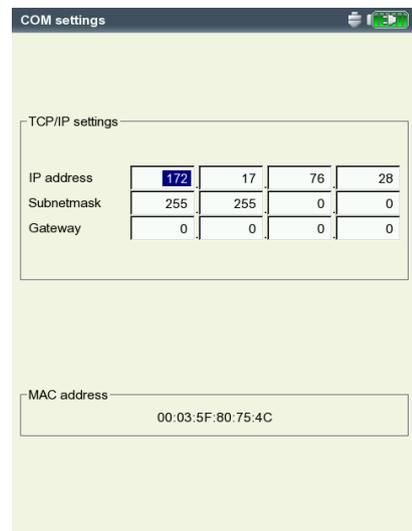 COM settings
TCP/IP settings
IP address 172 . 17 . 76 . 28
Subnetmask 255 . 255 . 0 . 0
Gateway 0 . 0 . 0 . 0
MAC address
00:03:5F:80:75:4C